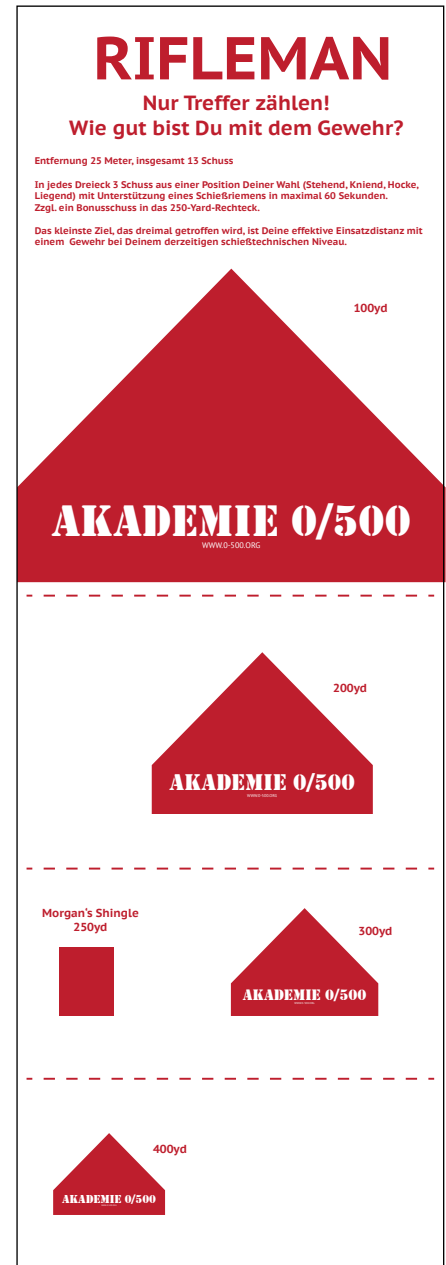 RIFLEMAN
Nur Treffer zählen!
Wie gut bist Du mit dem Gewehr?
Entfernung 25 Meter, insgesamt 13 Schuss
In jedes Dreieck 3 Schuss aus einer Position Deiner Wahl (Stehend, Kniend, Hocke,
Liegend) mit Unterstützung eines Schießriemens in maximal 60 Sekunden.
Zzgl. ein Bonusschuss in das 250-Yard-Rechteck.
Das kleinste Ziel, das dreimal getroffen wird, ist Deine effektive Einsatzdistanz mit
einem Gewehr bei Deinem derzeitigen schießtechnischen Niveau.
100yd
AKADEMIE 0/500
WWW.0-500.ORG
200yd
AKADEMIE 0/500
WWW.0-500.ORG
Morgan's Shingle
250yd
300yd
AKADEMIE 0/500
400yd
AKADEMIE 0/500